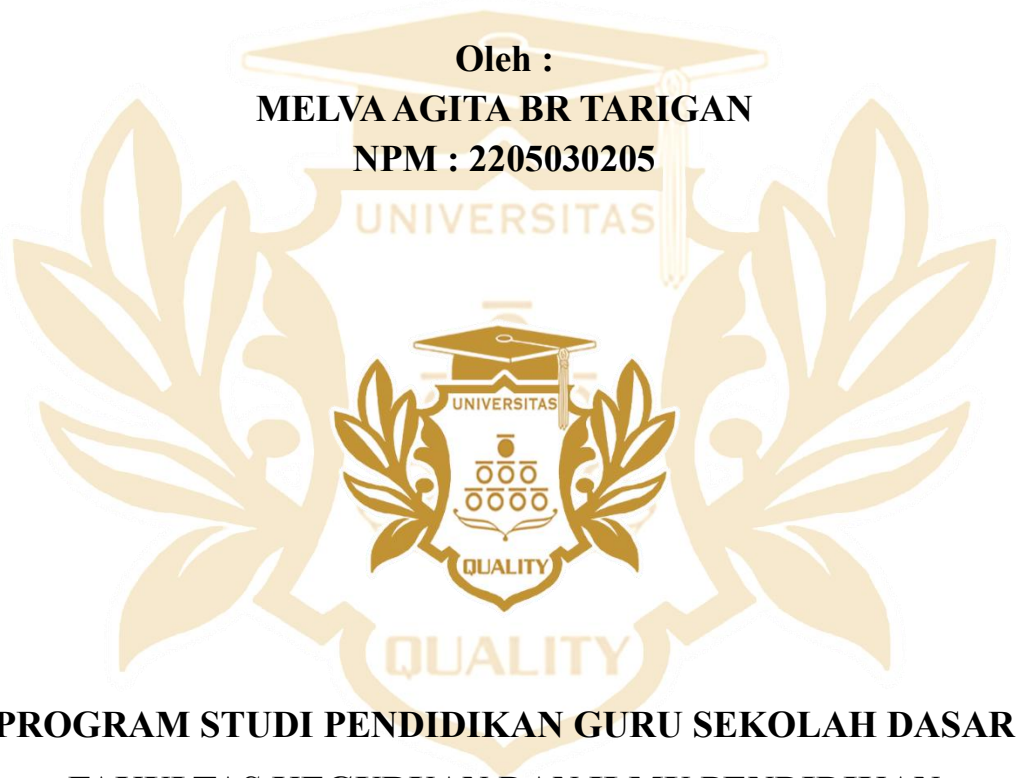 Oleh :
MELVA AGITA BR TARIGAN
NPM : 2205030205
UNIVERSITAS
UNIVERSITAS
QUALITY
QUALITY
PROGRAM STUDI PENDIDIKAN GURU SEKOLAH DASAR